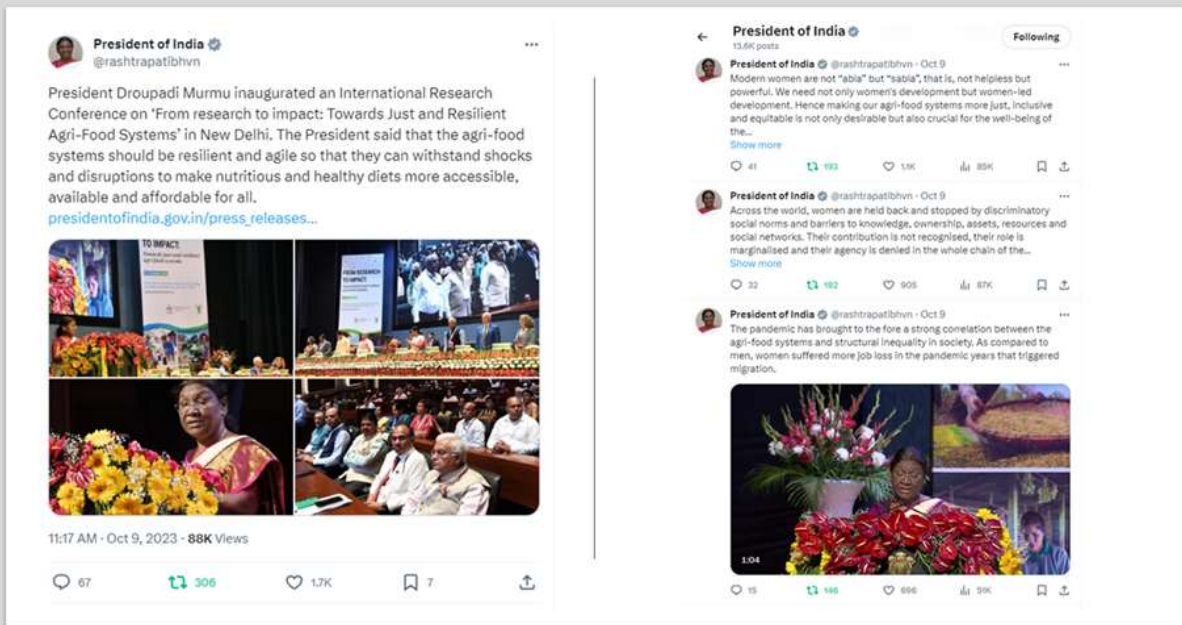 President of India
@rashtrapatibhvn
President Droupadi Murmu inaugurated an International Research
Conference on 'From research to impact: Towards Just and Resilient
Agri-Food Systems' in New Delhi. The President said that the agri-food
systems should be resilient and agile so that they can withstand shocks
and disruptions to make nutritious and healthy diets more accessible,
available and affordable for all.
presidentofindia.gov.in/press_releases...
TO IMPACT:
FROM RESEARCH
TO IMPACT:
11:17 AM · Oct 9, 2023 · 88K Views
67 306 1.7K 7
President of India
13.6K posts
Following
President of India @rashtrapatibhvn · Oct 9
Modern women are not "abla" but "sabla", that is, not helpless but
powerful. We need not only women's development but women-led
development. Hence making our agri-food systems more just, inclusive
and equitable is not only desirable but also crucial for the well-being of
the...
Show more
41 193 1.1K 85K
President of India @rashtrapatibhvn · Oct 9
Across the world, women are held back and stopped by discriminatory
social norms and barriers to knowledge, ownership, assets, resources and
social networks. Their contribution is not recognised, their role is
marginalised and their agency is denied in the whole chain of the...
Show more
32 182 905 87K
President of India @rashtrapatibhvn · Oct 9
The pandemic has brought to the fore a strong correlation between the
agri-food systems and structural inequality in society. As compared to
men, women suffered more job loss in the pandemic years that triggered
migration.
1:04
15 146 696 51K